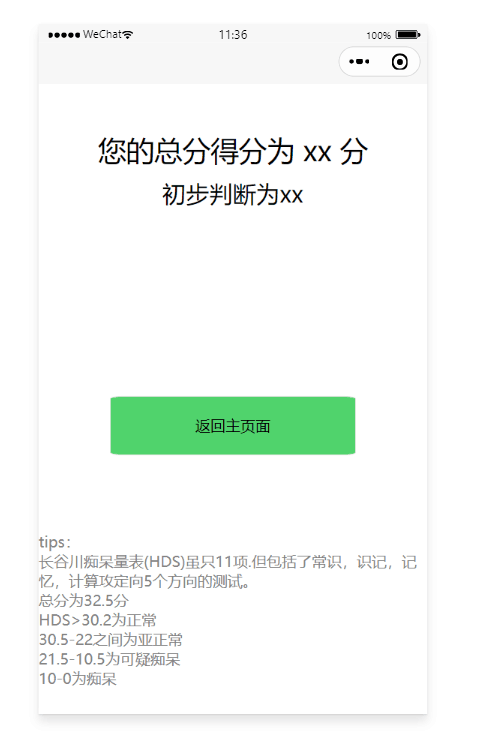 WeChat 11:36 100%
您的总分得分为 xx 分
初步判断为xx
返回主页面
tips：
长谷川痴呆量表(HDS)虽只11项.但包括了常识，识记，记
忆，计算攻定向5个方向的测试。
总分为32.5分
HDS>30.2为正常
30.5-22之间为亚正常
21.5-10.5为可疑痴呆
10-0为痴呆